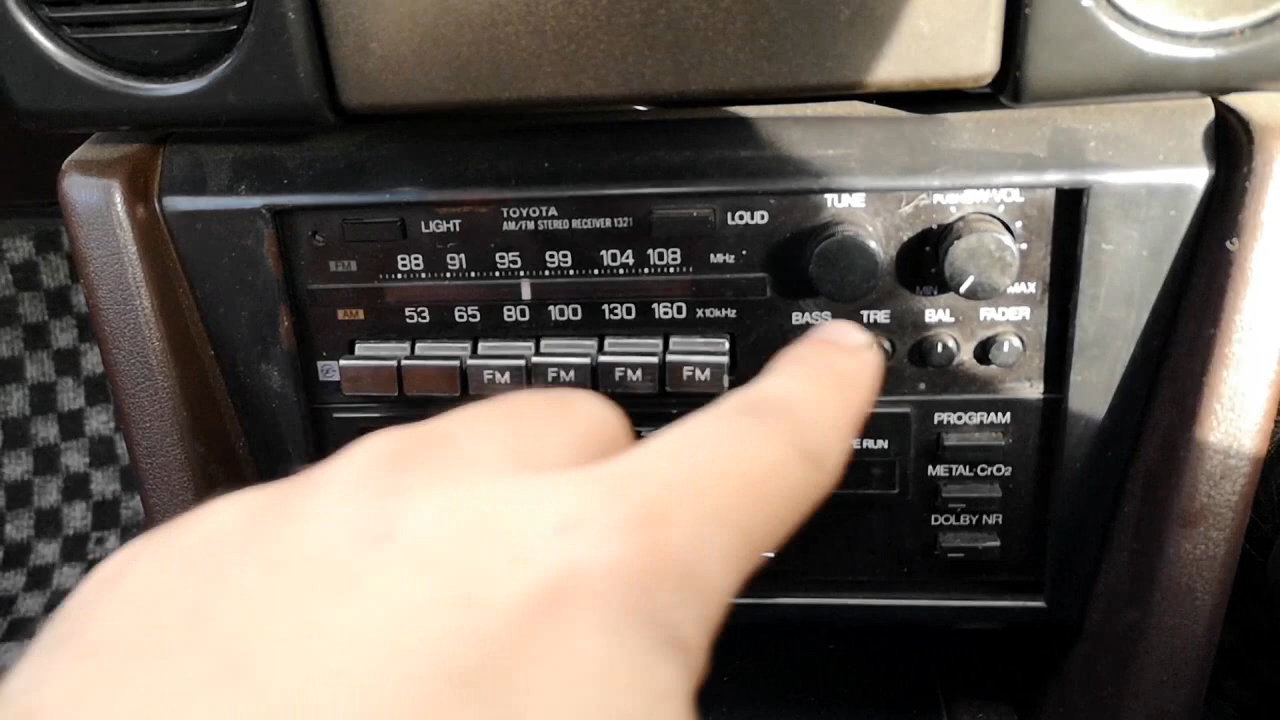 TOYOTA
LIGHT AM/FM STEREO RECEIVER 1321 LOUD
TUNE VOL
FM 88 91 95 99 104 108 MHz
MIN MAX
AM 53 65 80 100 130 160 X10kHz
BASS TRE BAL FADER
FM FM FM FM
RUN
PROGRAM
METAL·CrO2
DOLBY NR